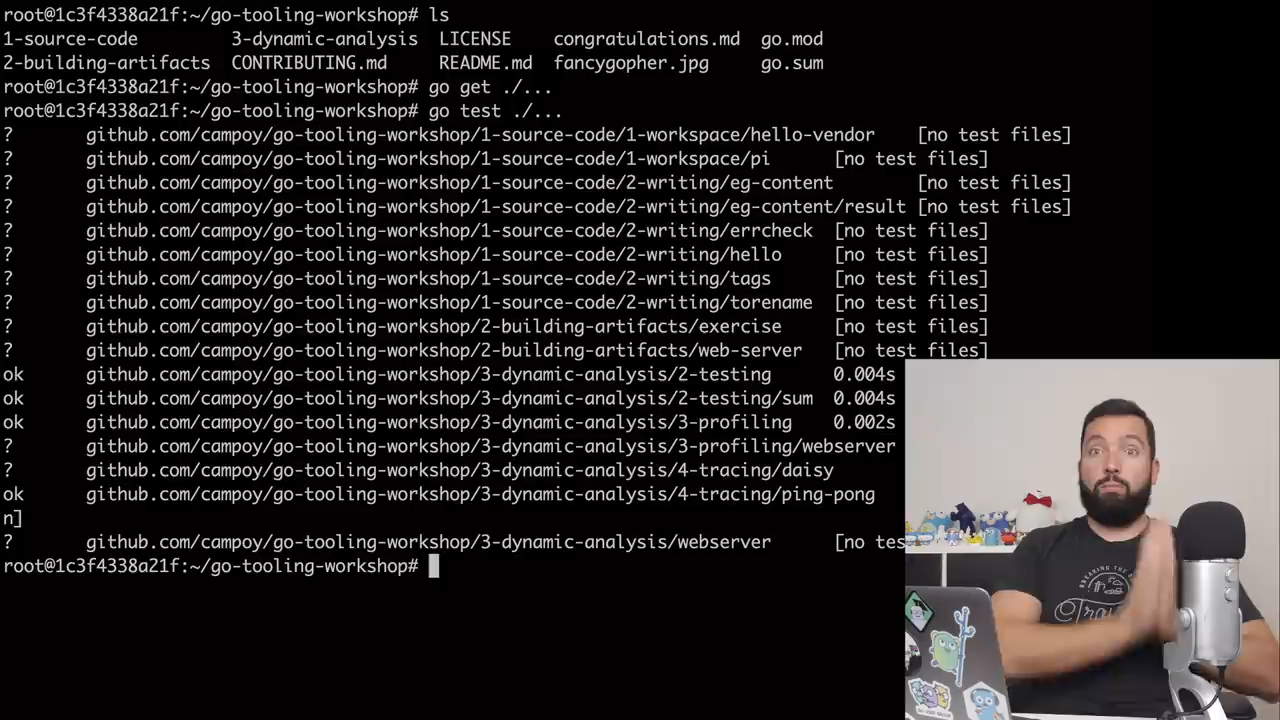 root@1c3f4338a21f:~/go-tooling-workshop# ls
1-source-code 3-dynamic-analysis LICENSE congratulations.md go.mod
2-building-artifacts CONTRIBUTING.md README.md fancygopher.jpg go.sum
root@1c3f4338a21f:~/go-tooling-workshop# go get ./...
root@1c3f4338a21f:~/go-tooling-workshop# go test ./...
? github.com/campoy/go-tooling-workshop/1-source-code/1-workspace/hello-vendor [no test files]
? github.com/campoy/go-tooling-workshop/1-source-code/1-workspace/pi [no test files]
? github.com/campoy/go-tooling-workshop/1-source-code/2-writing/eg-content [no test files]
? github.com/campoy/go-tooling-workshop/1-source-code/2-writing/eg-content/result [no test files]
? github.com/campoy/go-tooling-workshop/1-source-code/2-writing/errcheck [no test files]
? github.com/campoy/go-tooling-workshop/1-source-code/2-writing/hello [no test files]
? github.com/campoy/go-tooling-workshop/1-source-code/2-writing/tags [no test files]
? github.com/campoy/go-tooling-workshop/1-source-code/2-writing/torename [no test files]
? github.com/campoy/go-tooling-workshop/2-building-artifacts/exercise [no test files]
? github.com/campoy/go-tooling-workshop/2-building-artifacts/web-server [no test files]
ok github.com/campoy/go-tooling-workshop/3-dynamic-analysis/2-testing 0.004s
ok github.com/campoy/go-tooling-workshop/3-dynamic-analysis/2-testing/sum 0.004s
ok github.com/campoy/go-tooling-workshop/3-dynamic-analysis/3-profiling 0.002s
? github.com/campoy/go-tooling-workshop/3-dynamic-analysis/3-profiling/webserver
? github.com/campoy/go-tooling-workshop/3-dynamic-analysis/4-tracing/daisy
ok github.com/campoy/go-tooling-workshop/3-dynamic-analysis/4-tracing/ping-pong
n]
? github.com/campoy/go-tooling-workshop/3-dynamic-analysis/webserver [no tes
root@1c3f4338a21f:~/go-tooling-workshop#